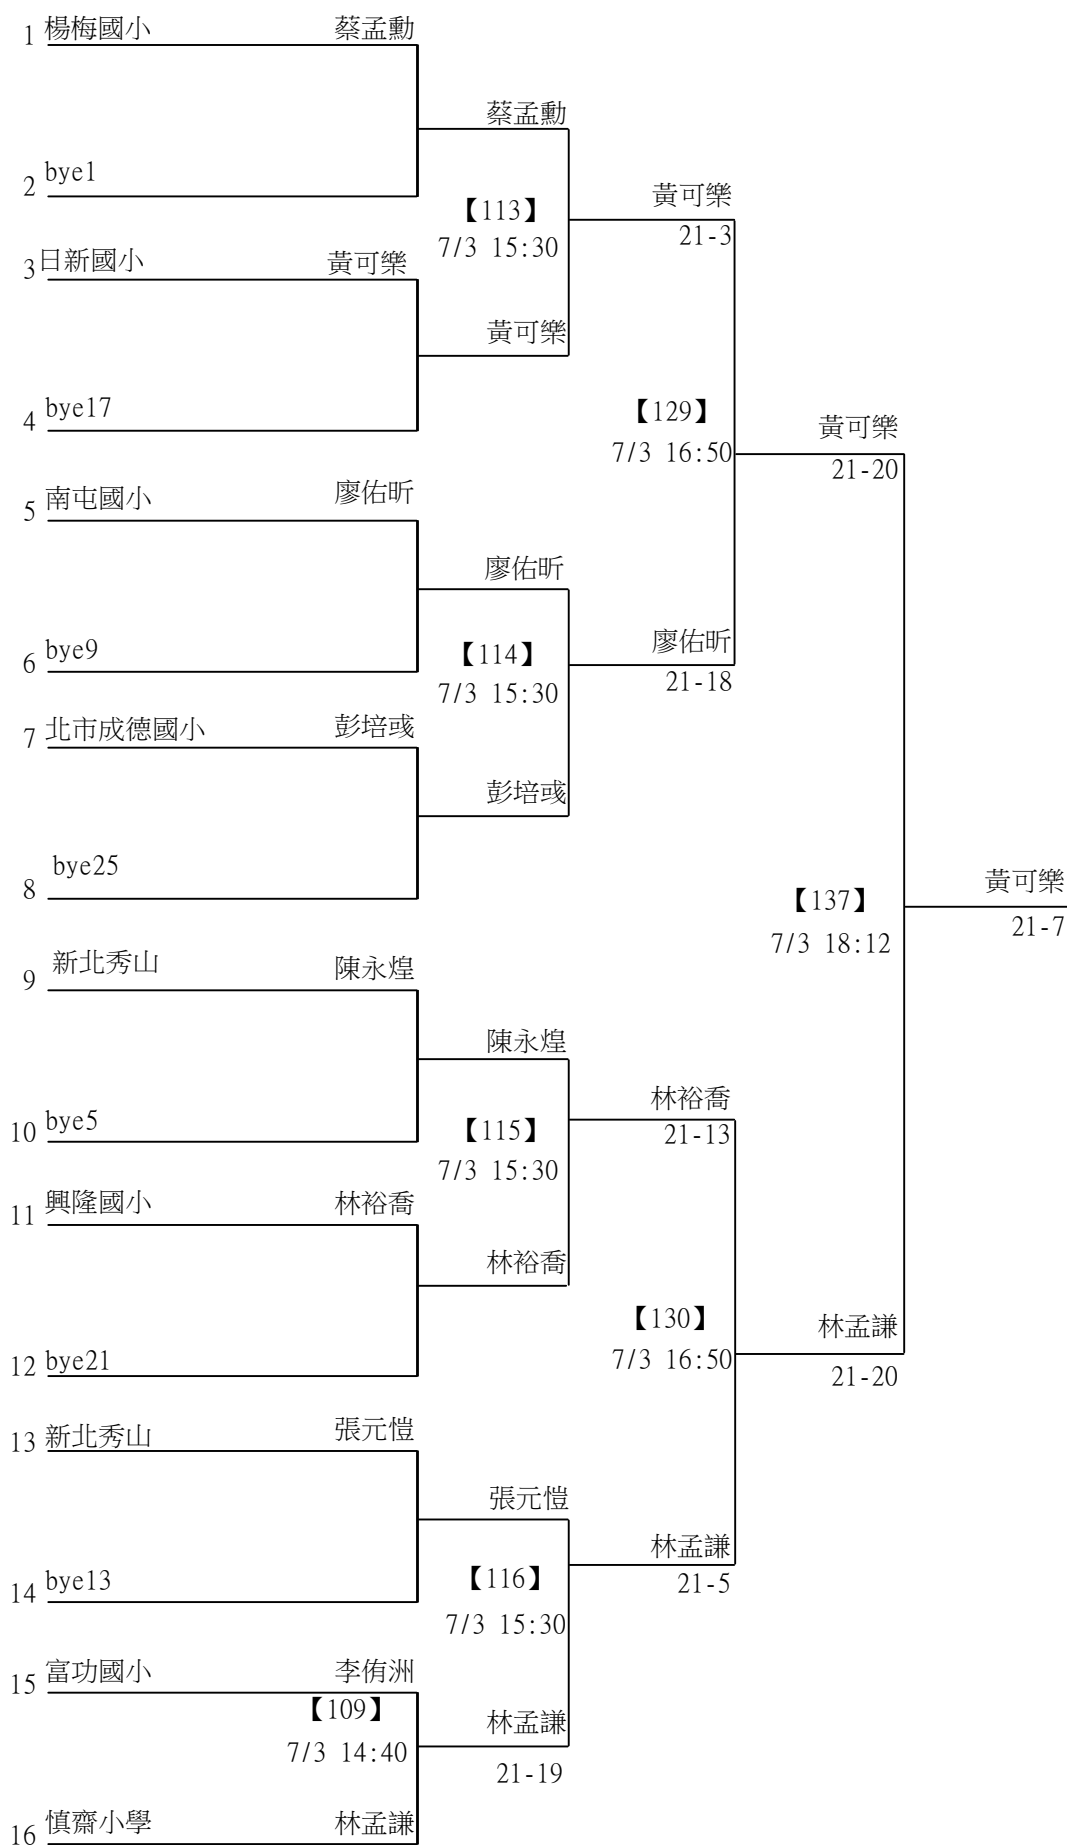 1 楊梅國小 蔡孟勳
蔡孟勳
2 bye1
【113】
7/3 15:30
黃可樂
21-3
3 日新國小 黃可樂
黃可樂
4 bye17
【129】
7/3 16:50
黃可樂
21-20
5 南屯國小 廖佑昕
廖佑昕
6 bye9
【114】
7/3 15:30
廖佑昕
21-18
7 北市成德國小 彭培彧
彭培彧
8 bye25
【137】
7/3 18:12
黃可樂
21-7
9 新北秀山 陳永煌
陳永煌
10 bye5
【115】
7/3 15:30
林裕喬
21-13
11 興隆國小 林裕喬
林裕喬
12 bye21
【130】
7/3 16:50
林孟謙
21-20
13 新北秀山 張元愷
張元愷
14 bye13
【116】
7/3 15:30
林孟謙
21-5
15 富功國小 李侑洲
【109】
7/3 14:40
林孟謙
21-19
16 慎齋小學 林孟謙